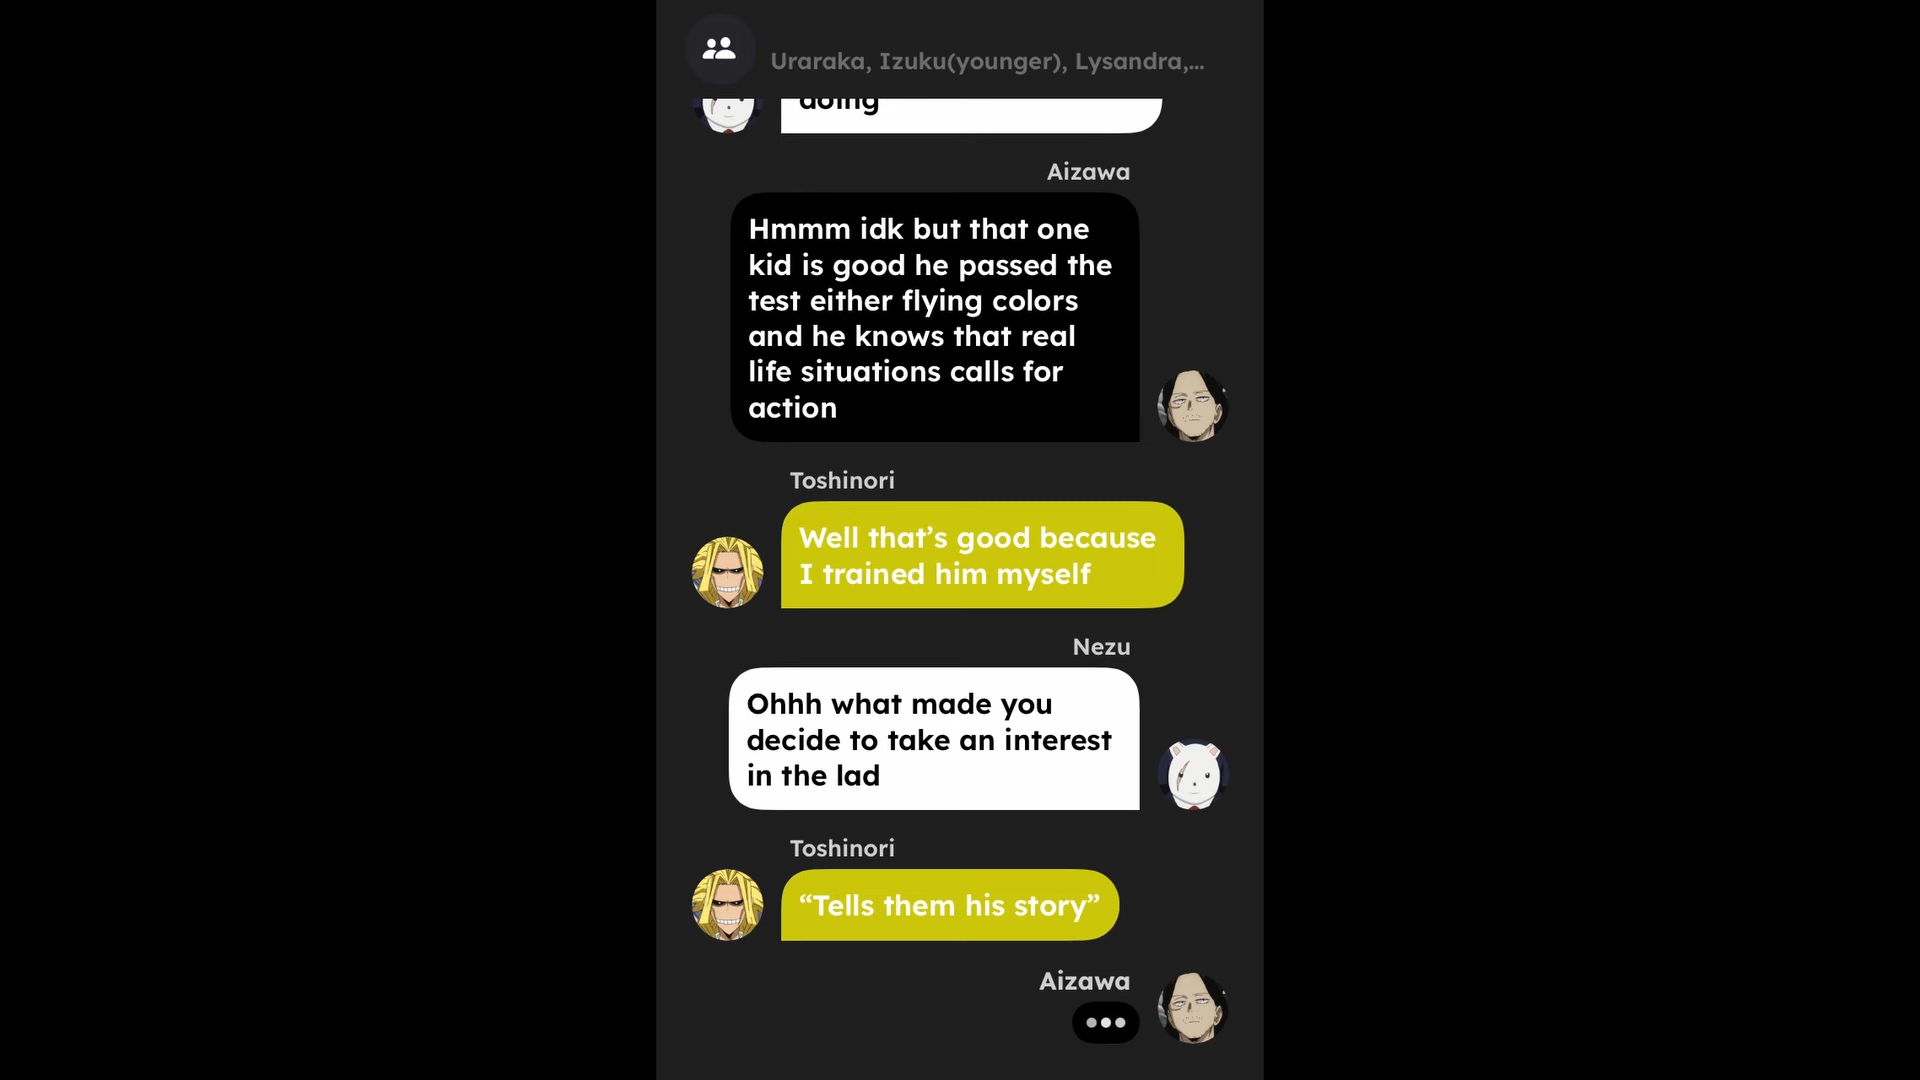 Uraraka, Izuku(younger), Lysandra,...
doing
Aizawa
Hmmm idk but that one
kid is good he passed the
test either flying colors
and he knows that real
life situations calls for
action
Toshinori
Well that’s good because
I trained him myself
Nezu
Ohhh what made you
decide to take an interest
in the lad
Toshinori
“Tells them his story”
Aizawa